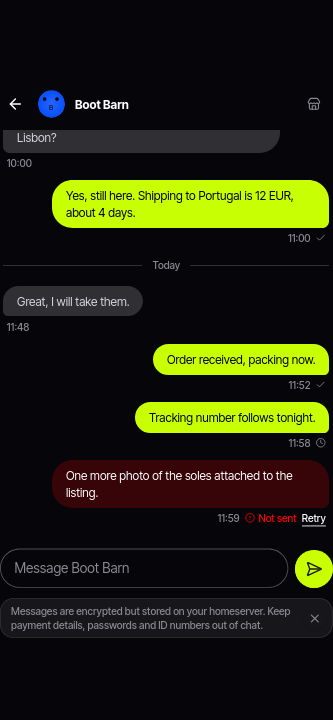 Boot Barn
Lisbon?
10:00
Yes, still here. Shipping to Portugal is 12 EUR,
about 4 days.
11:00
Today
Great, I will take them.
11:48
Order received, packing now.
11:52
Tracking number follows tonight.
11:58
One more photo of the soles attached to the
listing.
11:59 Not sent Retry
Message Boot Barn
Messages are encrypted but stored on your homeserver. Keep
payment details, passwords and ID numbers out of chat.